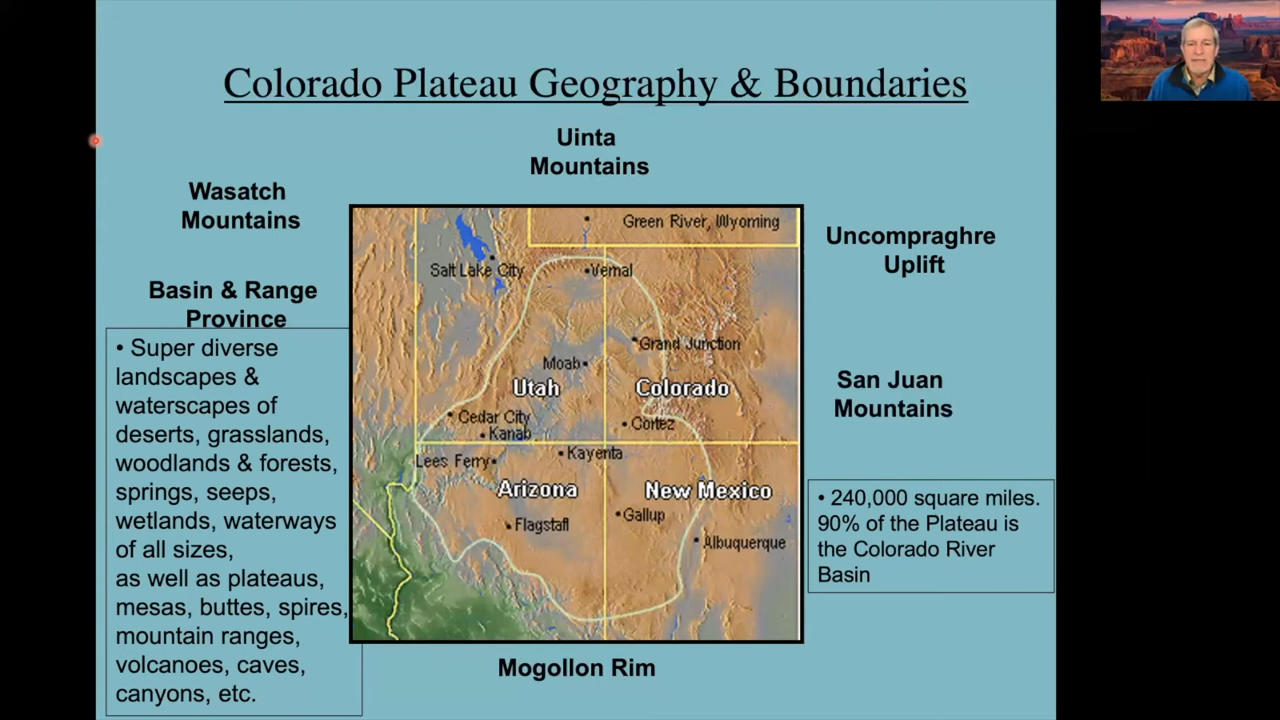 Colorado Plateau Geography & Boundaries
Uinta
Mountains
Wasatch
Mountains
Uncompraghre
Uplift
Basin & Range
Province
San Juan
Mountains
Green River, Wyoming
Salt Lake City
Vernal
Grand Junction
Moab
Utah
Colorado
Cedar City
Cortez
Kanab
Kayenta
Lees Ferry
Arizona
New Mexico
Gallup
Flagstaff
Albuquerque
• Super diverse
landscapes &
waterscapes of
deserts, grasslands,
woodlands & forests,
springs, seeps,
wetlands, waterways
of all sizes,
as well as plateaus,
mesas, buttes, spires,
mountain ranges,
volcanoes, caves,
canyons, etc.
• 240,000 square miles.
90% of the Plateau is
the Colorado River
Basin
Mogollon Rim